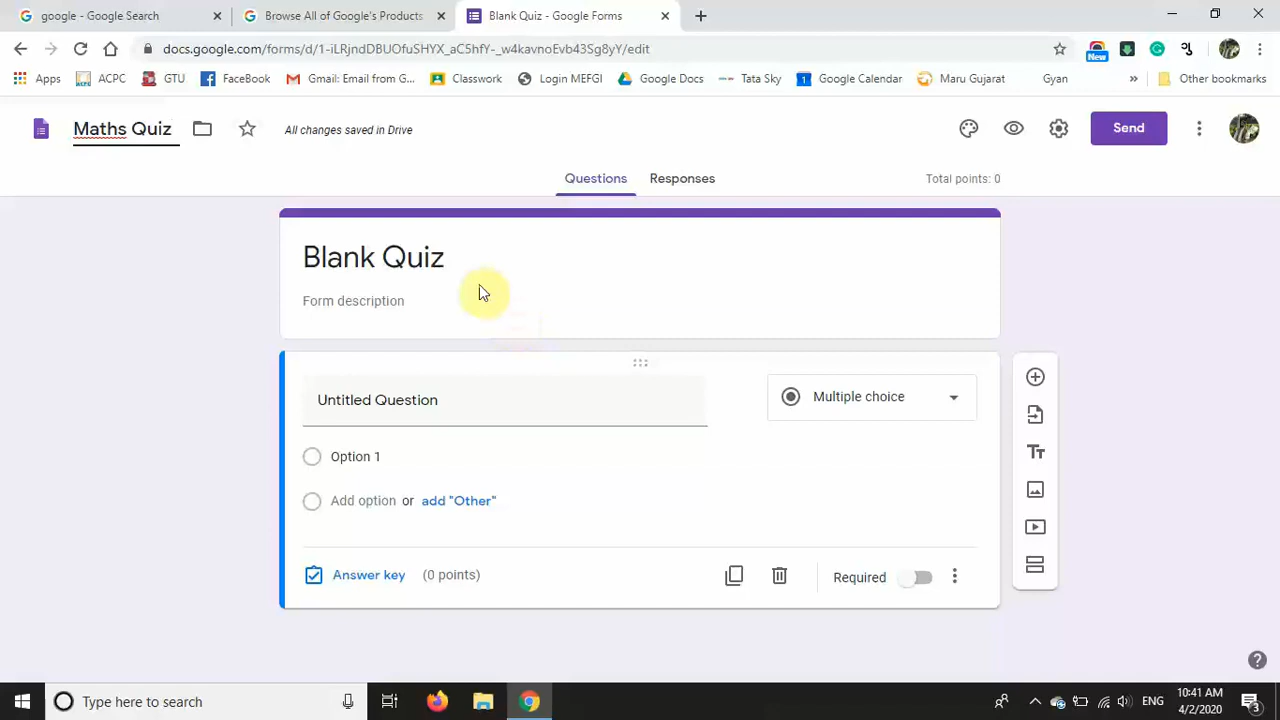 google - Google Search
Browse All of Google's Products
Blank Quiz - Google Forms
docs.google.com/forms/d/1-iLRjndDBUOfuSHYX_aC5hfY-_w4kavnoEvb43Sg8yY/edit
New
Apps
ACPC
GTU
FaceBook
Gmail: Email from G...
Classwork
Login MEFGI
Google Docs
Tata Sky
Google Calendar
Maru Gujarat
Gyan
»
Other bookmarks
Maths Quiz
All changes saved in Drive
Send
Questions
Responses
Total points: 0
Blank Quiz
Form description
Untitled Question
Multiple choice
Option 1
Add option or add "Other"
Answer key (0 points)
Required
Type here to search
ENG
10:41 AM
4/2/2020
3